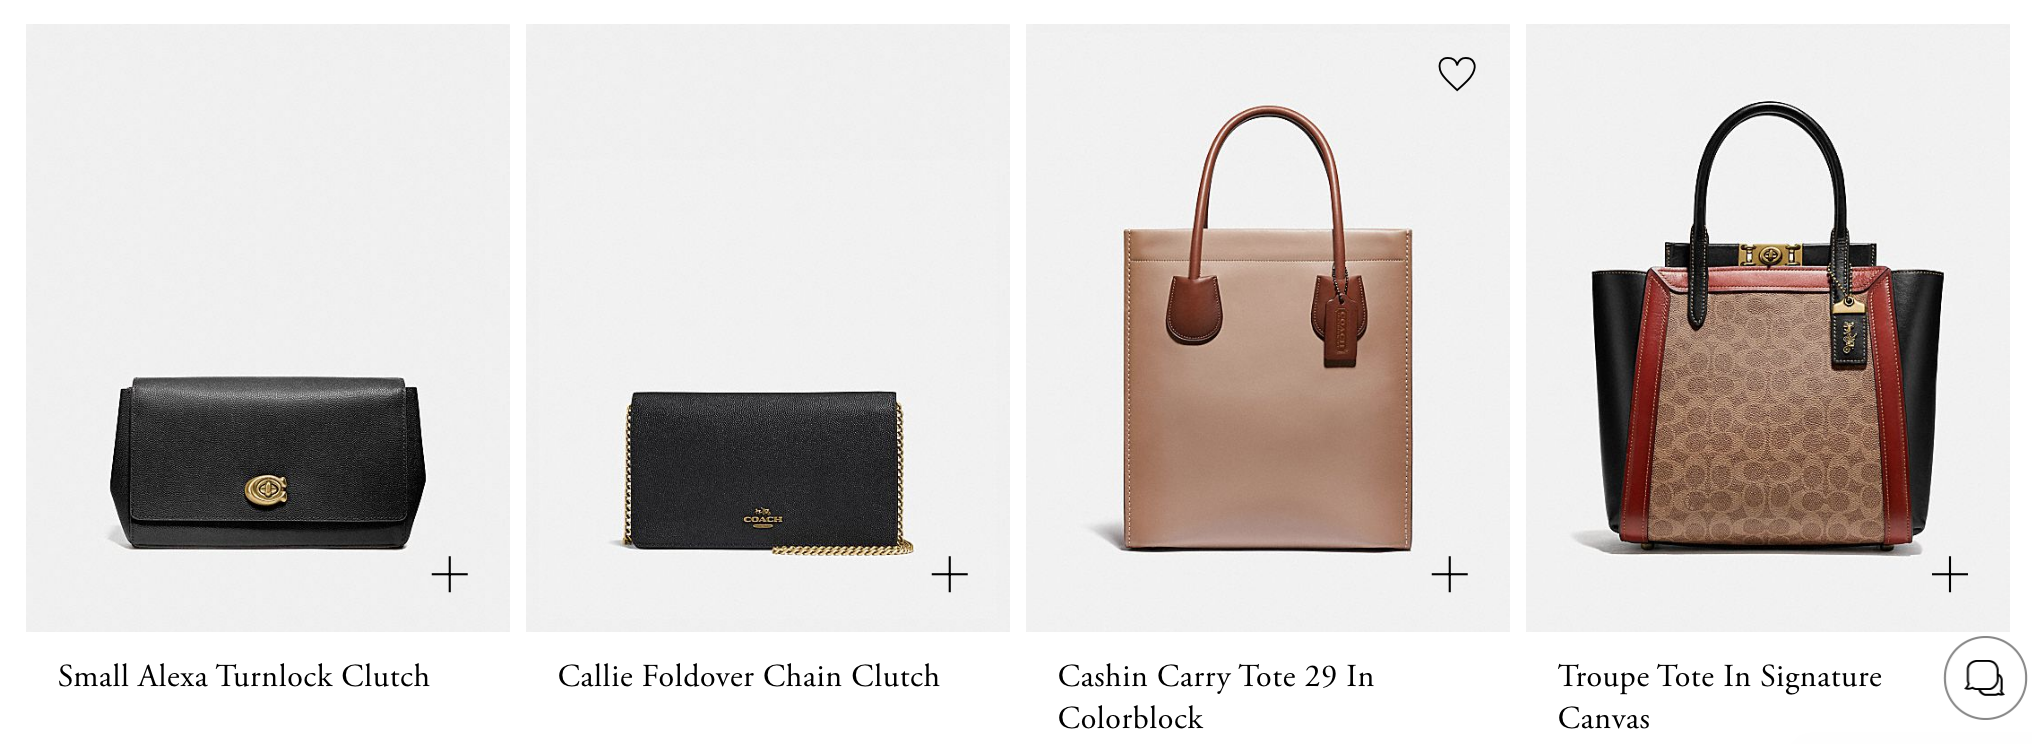 COACH
COACH
Small Alexa Turnlock Clutch
Callie Foldover Chain Clutch
Cashin Carry Tote 29 In
Colorblock
Troupe Tote In Signature
Canvas